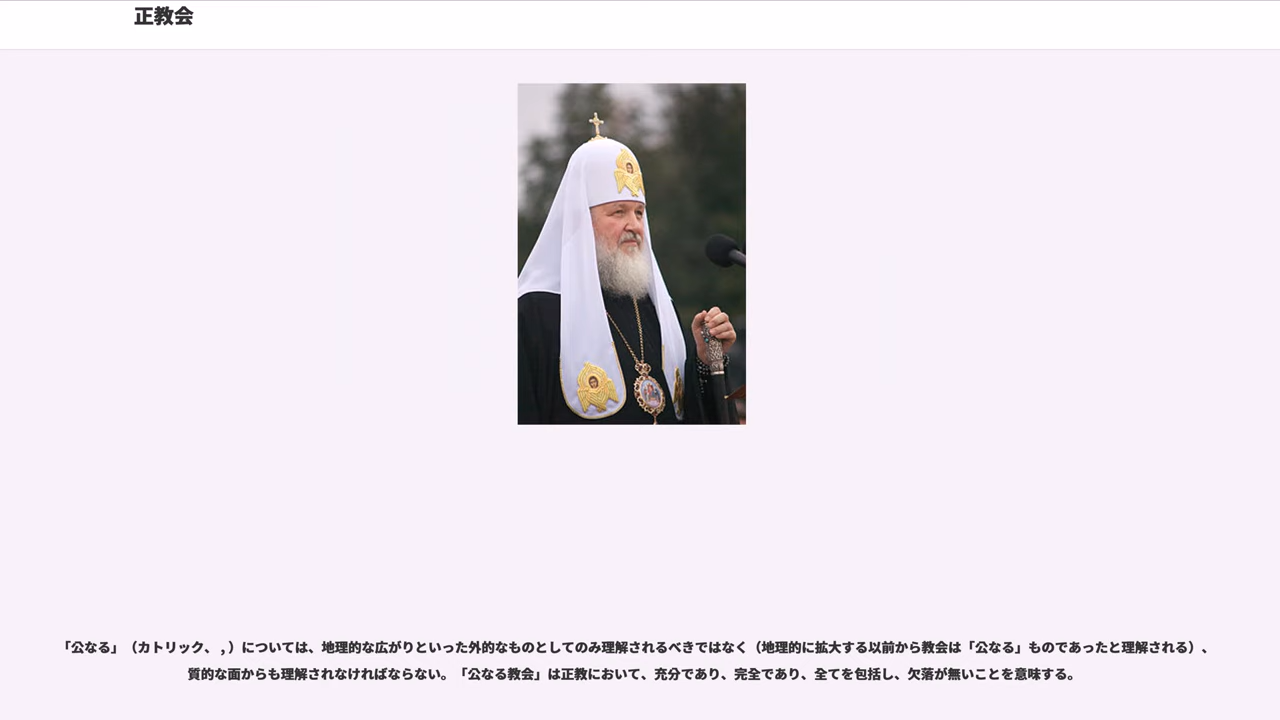 正教会
「公なる」（カトリック、 , ）については、地理的な広がりといった外的なものとしてのみ理解されるべきではなく（地理的に拡大する以前から教会は「公なる」ものであったと理解される）、
質的な面からも理解されなければならない。「公なる教会」は正教において、充分であり、完全であり、全てを包括し、欠落が無いことを意味する。